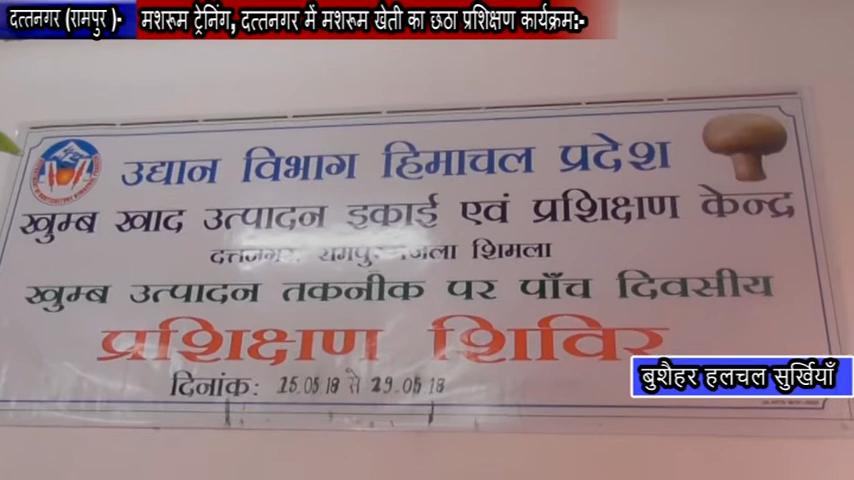 दत्तनगर (रामपुर )-
मशरूम ट्रेनिंग, दत्तनगर में मशरूम खेती का छठा प्रशिक्षण कार्यक्रम:-
उद्यान विभाग हिमाचल प्रदेश
खुम्ब खाद उत्पादन इकाई एवं प्रशिक्षण केन्द्र
शिमला
खुम्ब उत्पादन तकनीक पर पाँच दिवसीय
प्रशिक्षण शिविर
दिनांक: 25.05.18 से 29.05.18
बुशैहर हलचल सुर्खियाँ